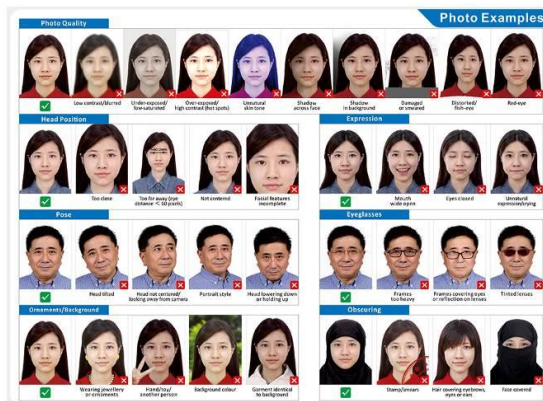 Photo Examples
Photo Quality
Low contrast/blurred
Under-exposed/
low-saturated
Over-exposed/
high contrast (hot spots)
Unnatural
skin tone
Shadow
across face
Shadow
in background
Damaged
or smeared
Distorted/
fish-eye
Red-eye
Head Position
Too close
Too far away (eye
distance < 60 pixels)
Not centered
Facial features
incomplete
Expression
Mouth
wide open
Eyes closed
Unnatural
expression/crying
Pose
Head tilted
Head not centred/
looking away from camera
Portrait style
Head lowering down
or holding up
Eyeglasses
Frames
too heavy
Frames covering eyes
or reflection on lenses
Tinted lenses
Ornaments/Background
Wearing jewellery
or ornaments
Hand/toy/
another person
Background colour
Garment identical
to background
Obscuring
Stamp/smears
Hair covering eyebrows,
eyes or ears
Face covered